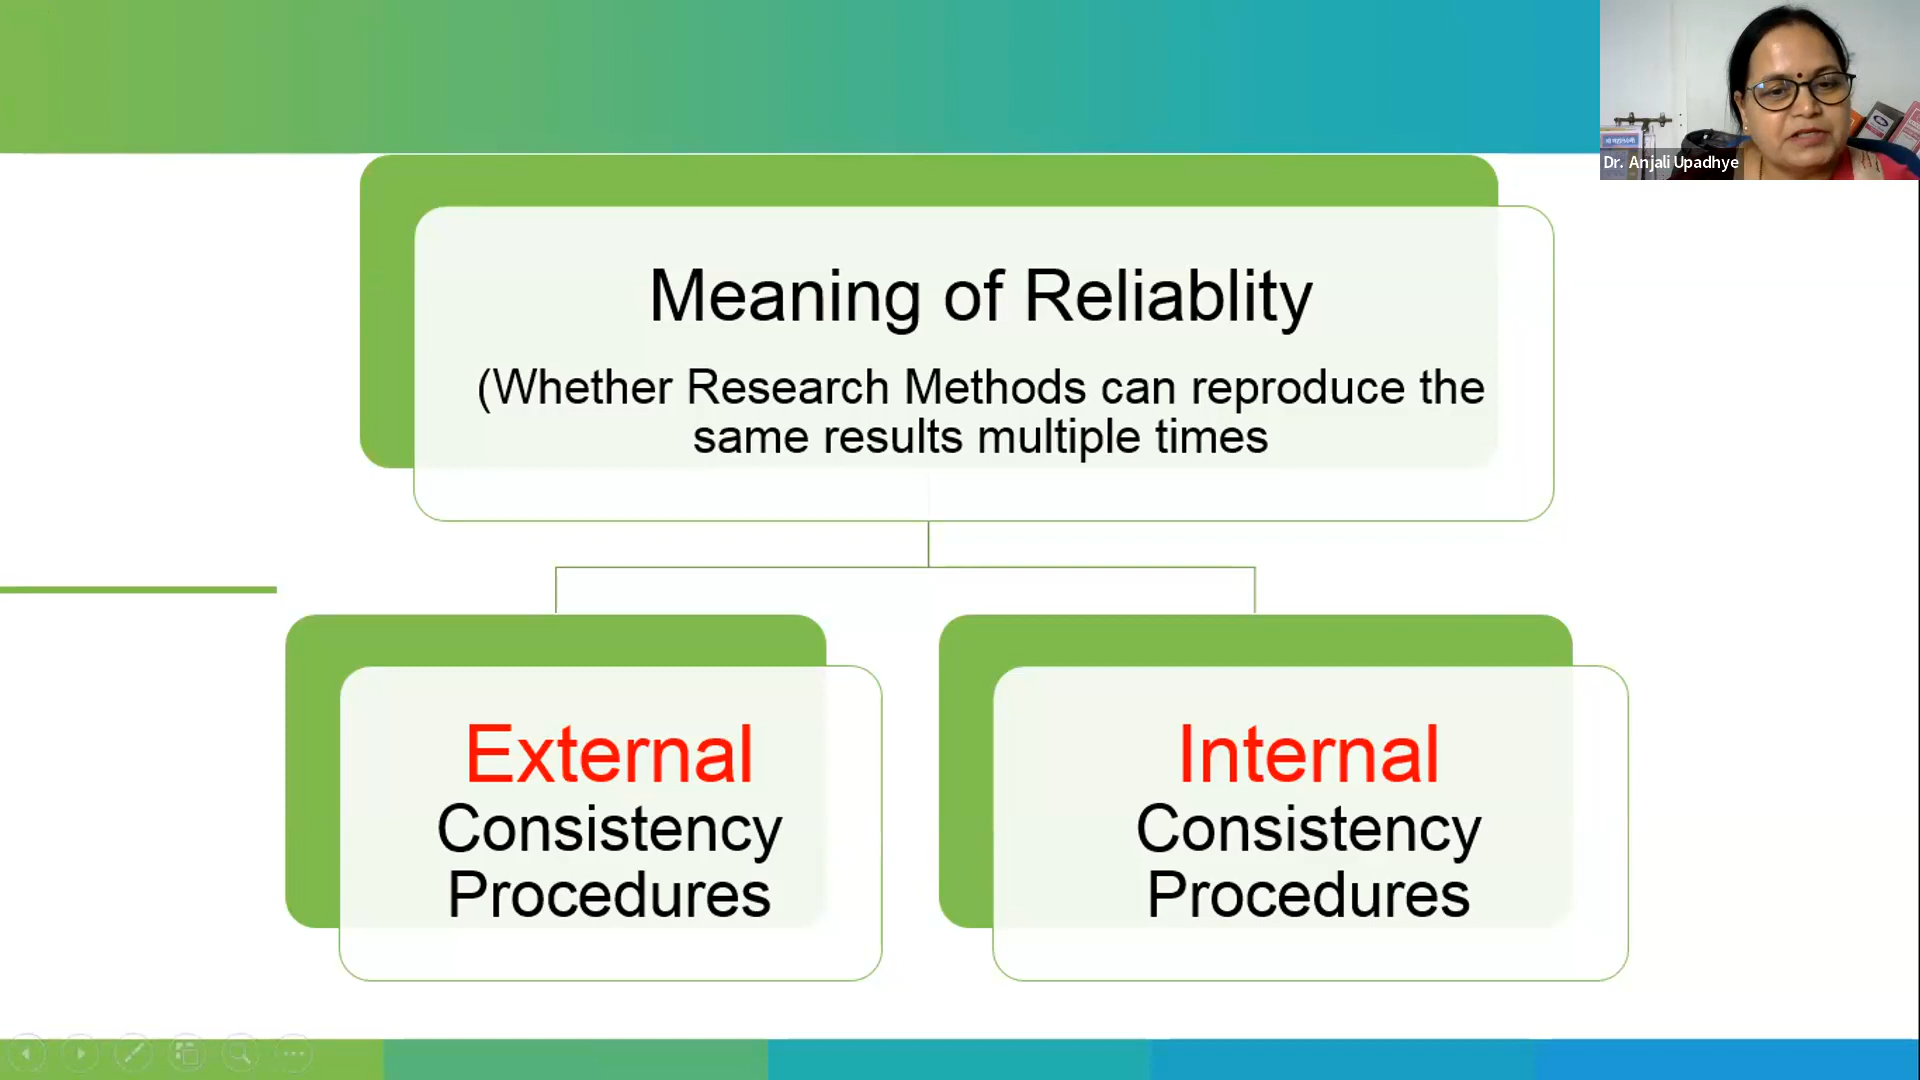 Meaning of Reliablity
(Whether Research Methods can reproduce the
same results multiple times
External
Consistency
Procedures
Internal
Consistency
Procedures
Dr. Anjali Upadhye